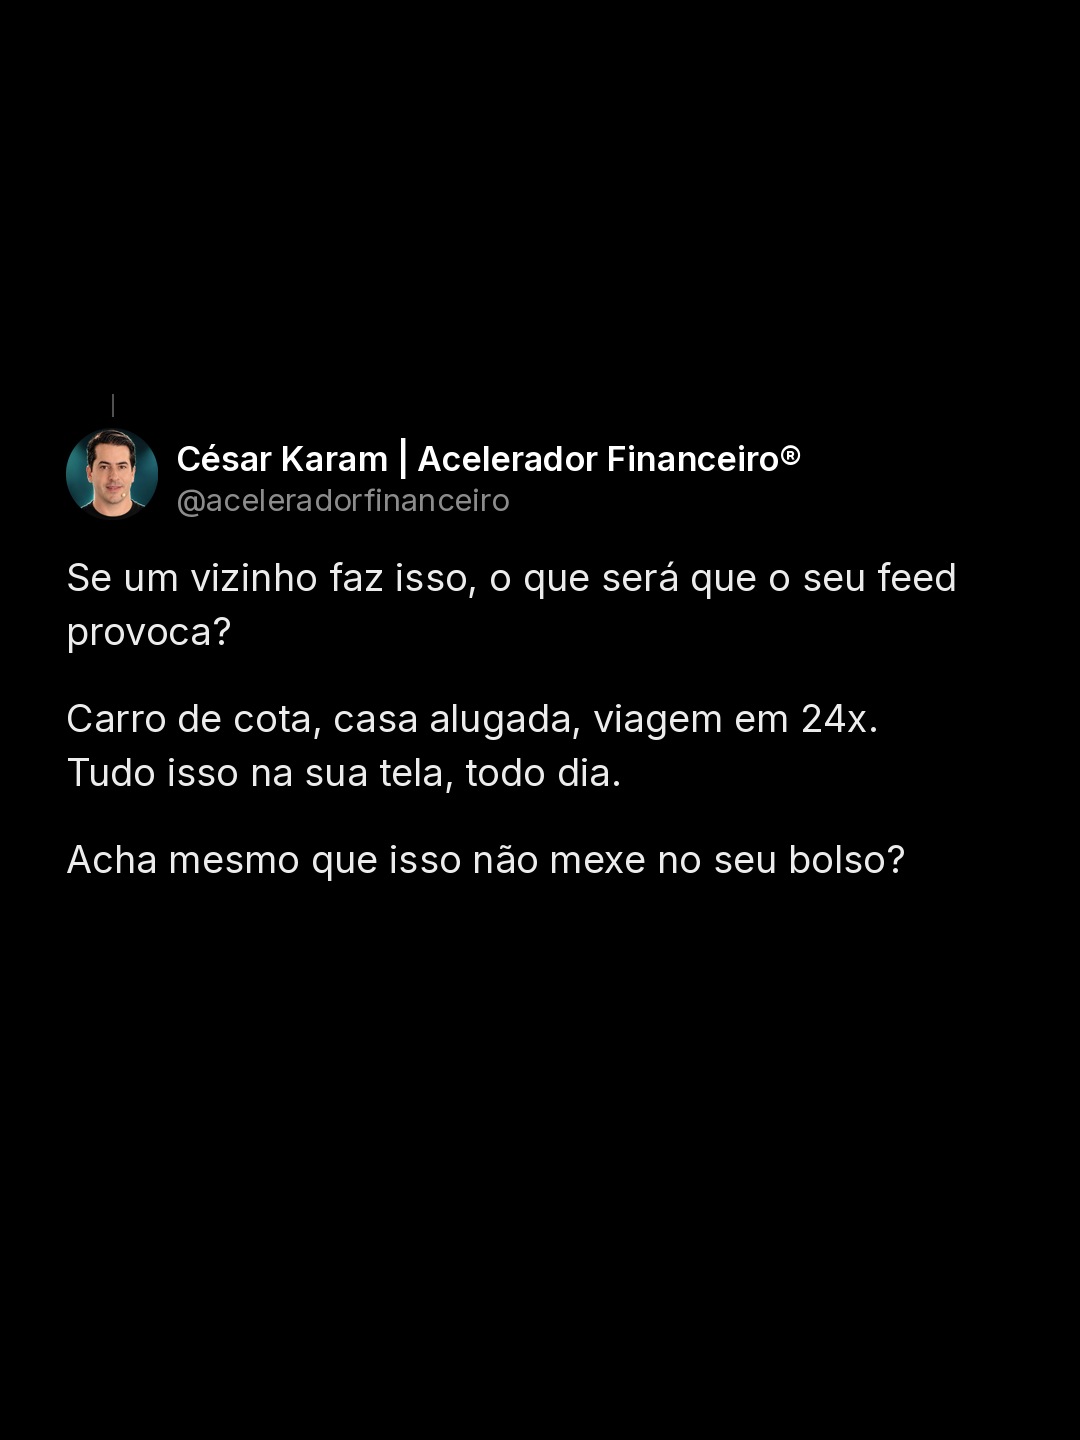 César Karam | Acelerador Financeiro®
@aceleradorfinanceiro
Se um vizinho faz isso, o que será que o seu feed
provoca?
Carro de cota, casa alugada, viagem em 24x.
Tudo isso na sua tela, todo dia.
Acha mesmo que isso não mexe no seu bolso?